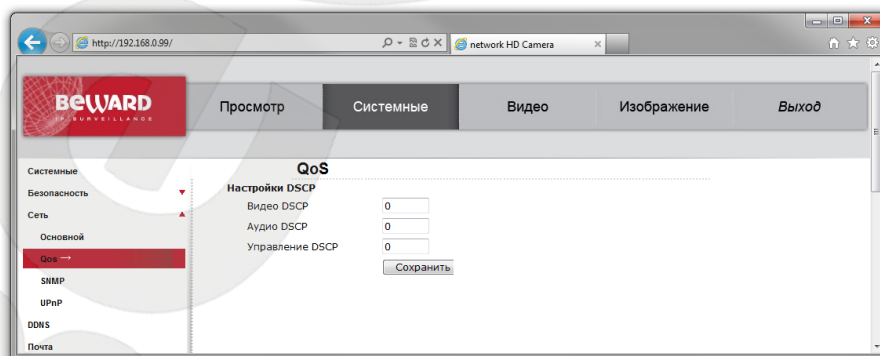 http://192.168.0.99/
network HD Camera
BEWARD
IP SURVEILLANCE
Просмотр
Системные
Видео
Изображение
Выход
Системные
Безопасность
Сеть
Основной
Qos →
SNMP
UPnP
DDNS
Почта
QoS
Настройки DSCP
Видео DSCP 0
Аудио DSCP 0
Управление DSCP 0
Сохранить